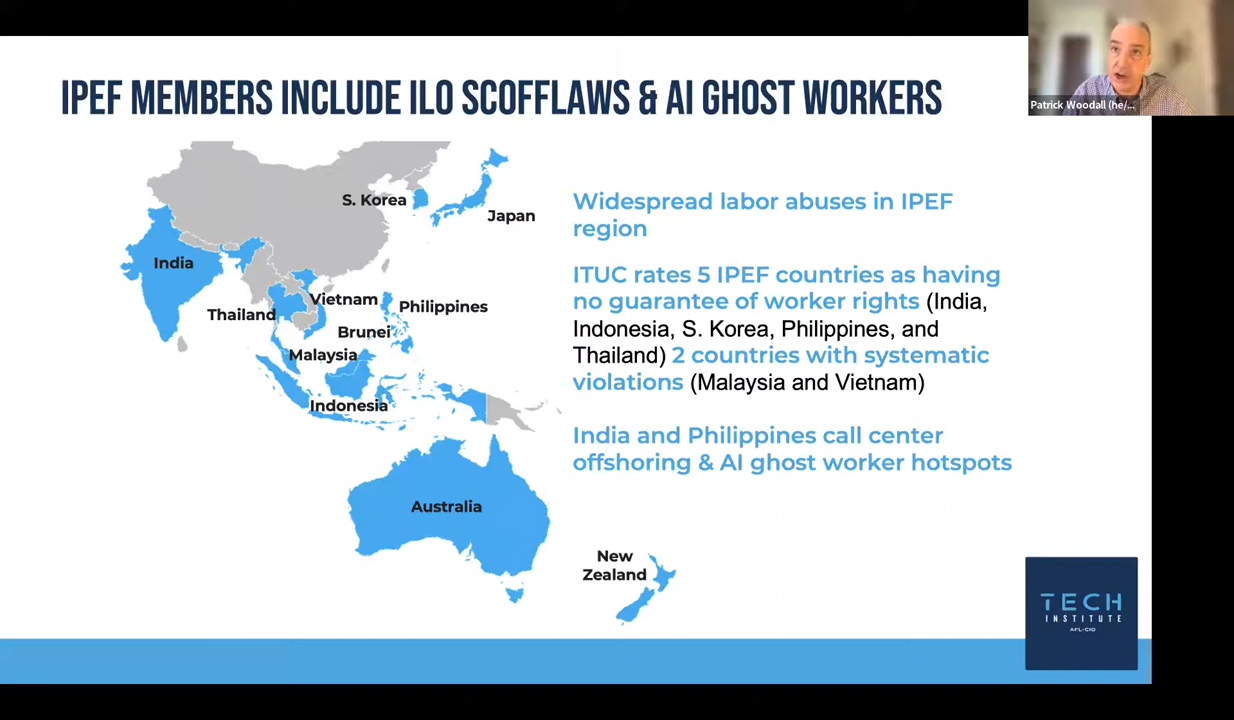 IPEF MEMBERS INCLUDE ILO SCOFFLAWS & AI GHOST WORKERS
Patrick Woodall (he/...
S. Korea
Japan
India
Vietnam
Philippines
Thailand
Brunei
Malaysia
Indonesia
Australia
New
Zealand
Widespread labor abuses in IPEF
region
ITUC rates 5 IPEF countries as having
no guarantee of worker rights (India,
Indonesia, S. Korea, Philippines, and
Thailand) 2 countries with systematic
violations (Malaysia and Vietnam)
India and Philippines call center
offshoring & AI ghost worker hotspots
TECH
INSTITUTE
AFL-CIO